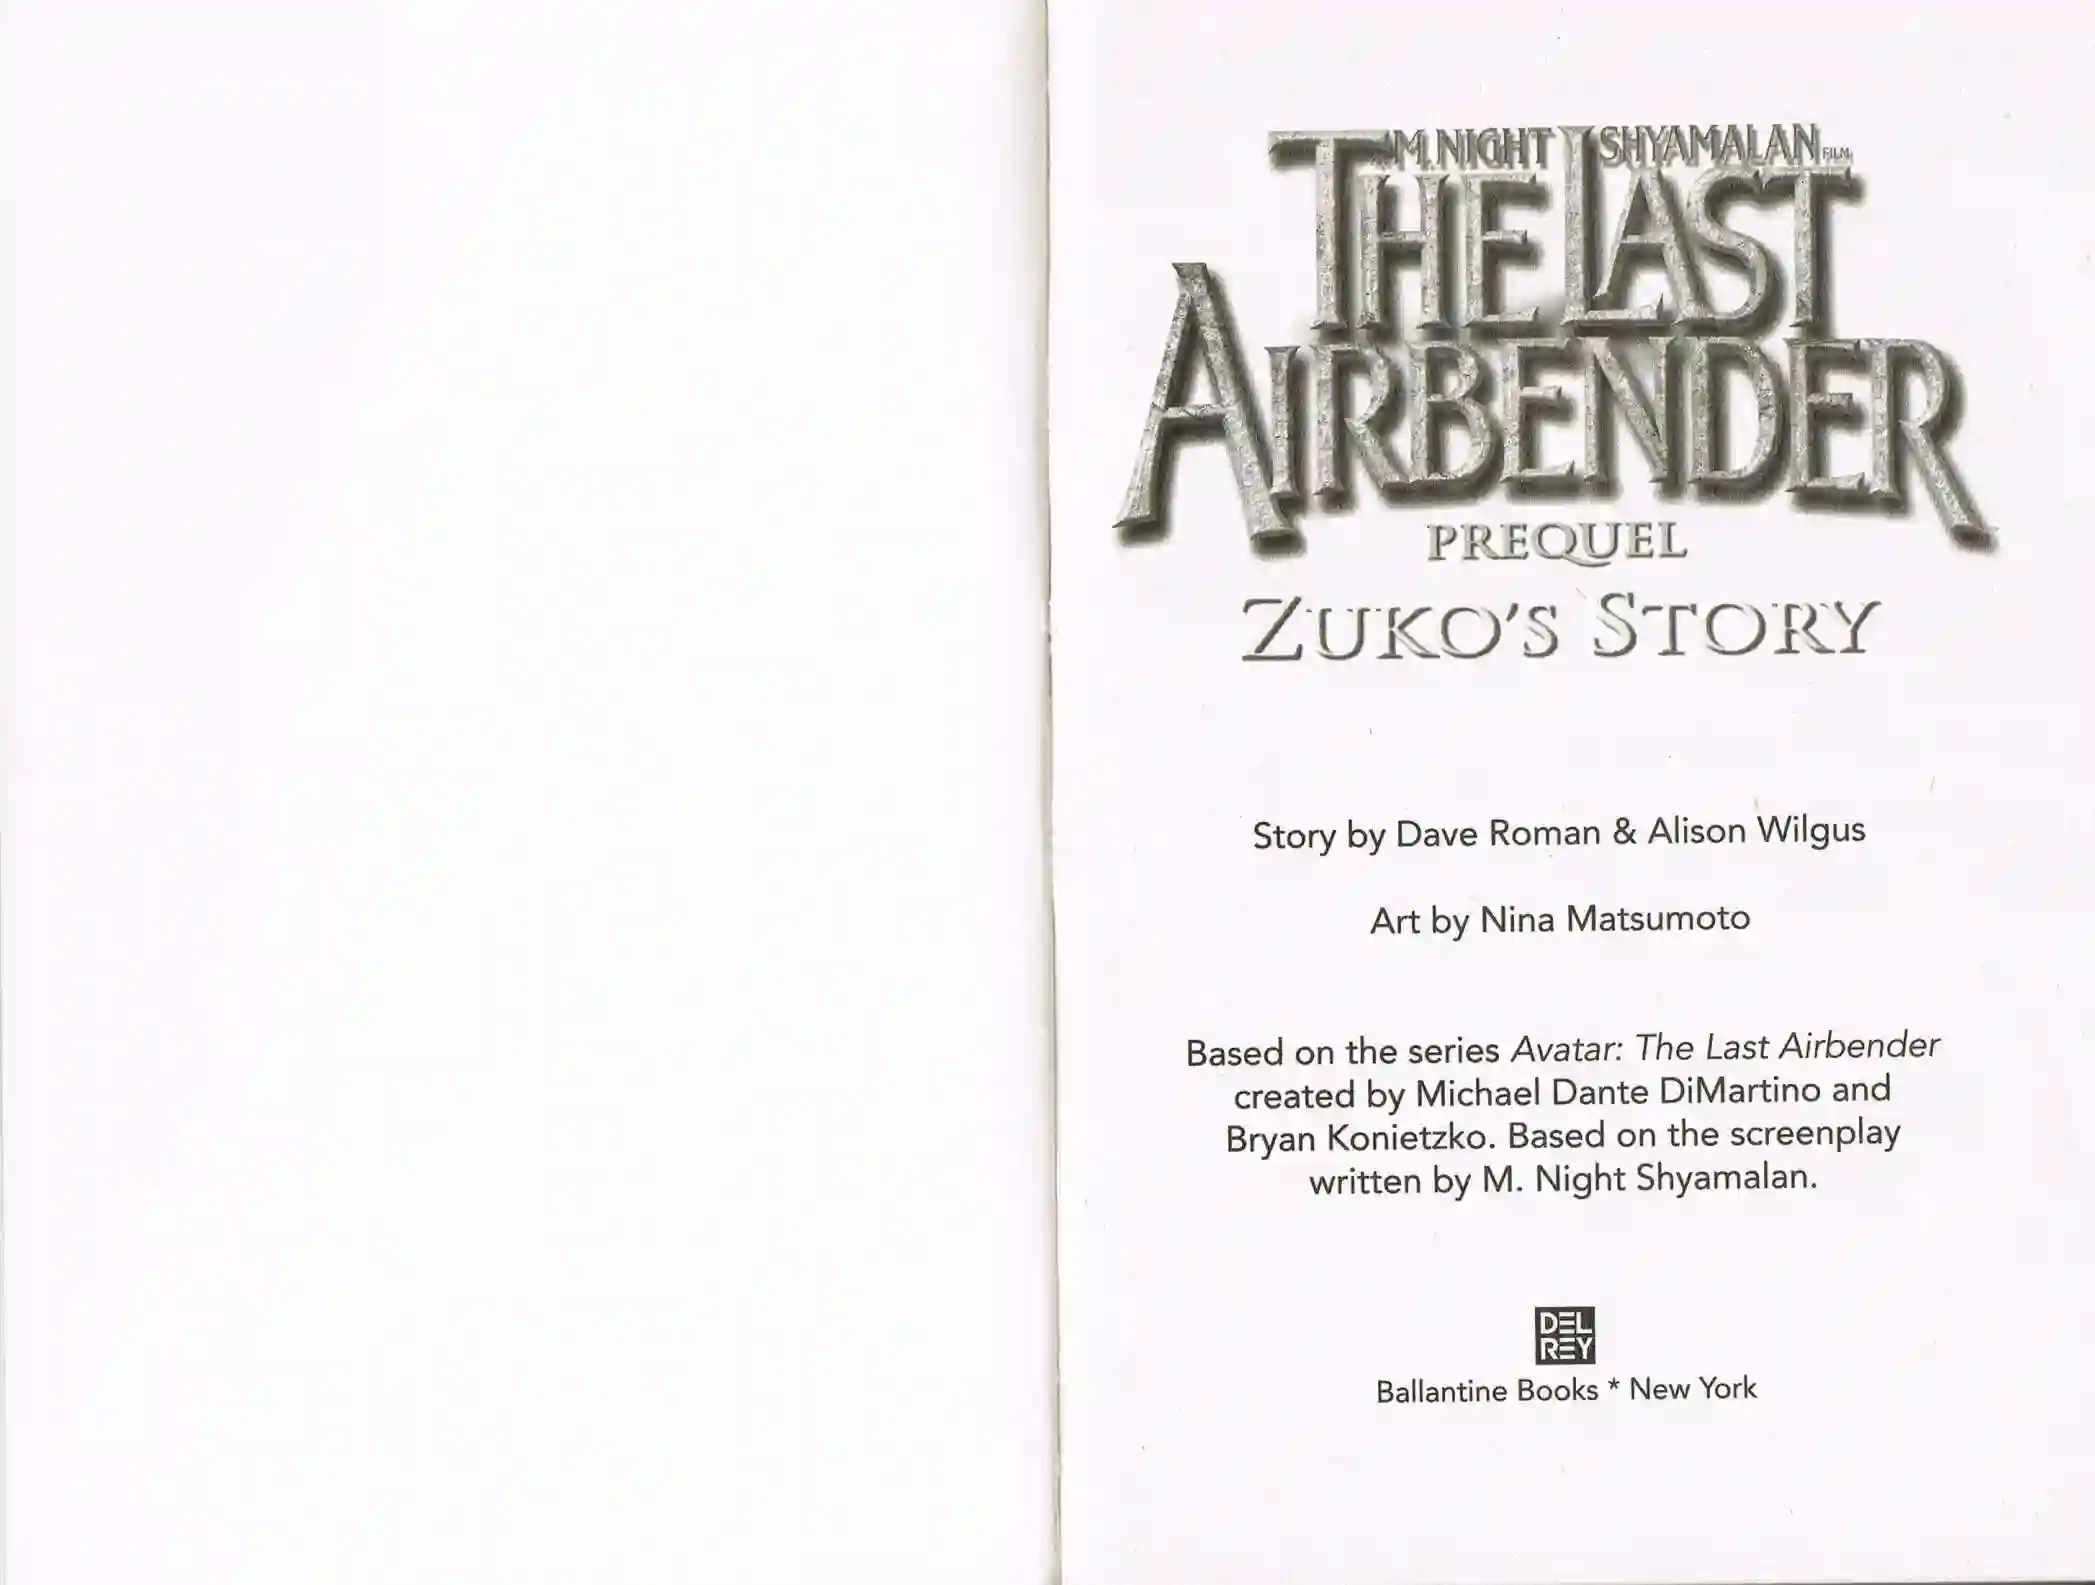 M. NIGHT SHYAMALAN FILM
THE LAST
AIRBENDER
PREQUEL
ZUKO'S STORY
Story by Dave Roman & Alison Wilgus
Art by Nina Matsumoto
Based on the series Avatar: The Last Airbender
created by Michael Dante DiMartino and
Bryan Konietzko. Based on the screenplay
written by M. Night Shyamalan.
DEL
REY
Ballantine Books * New York